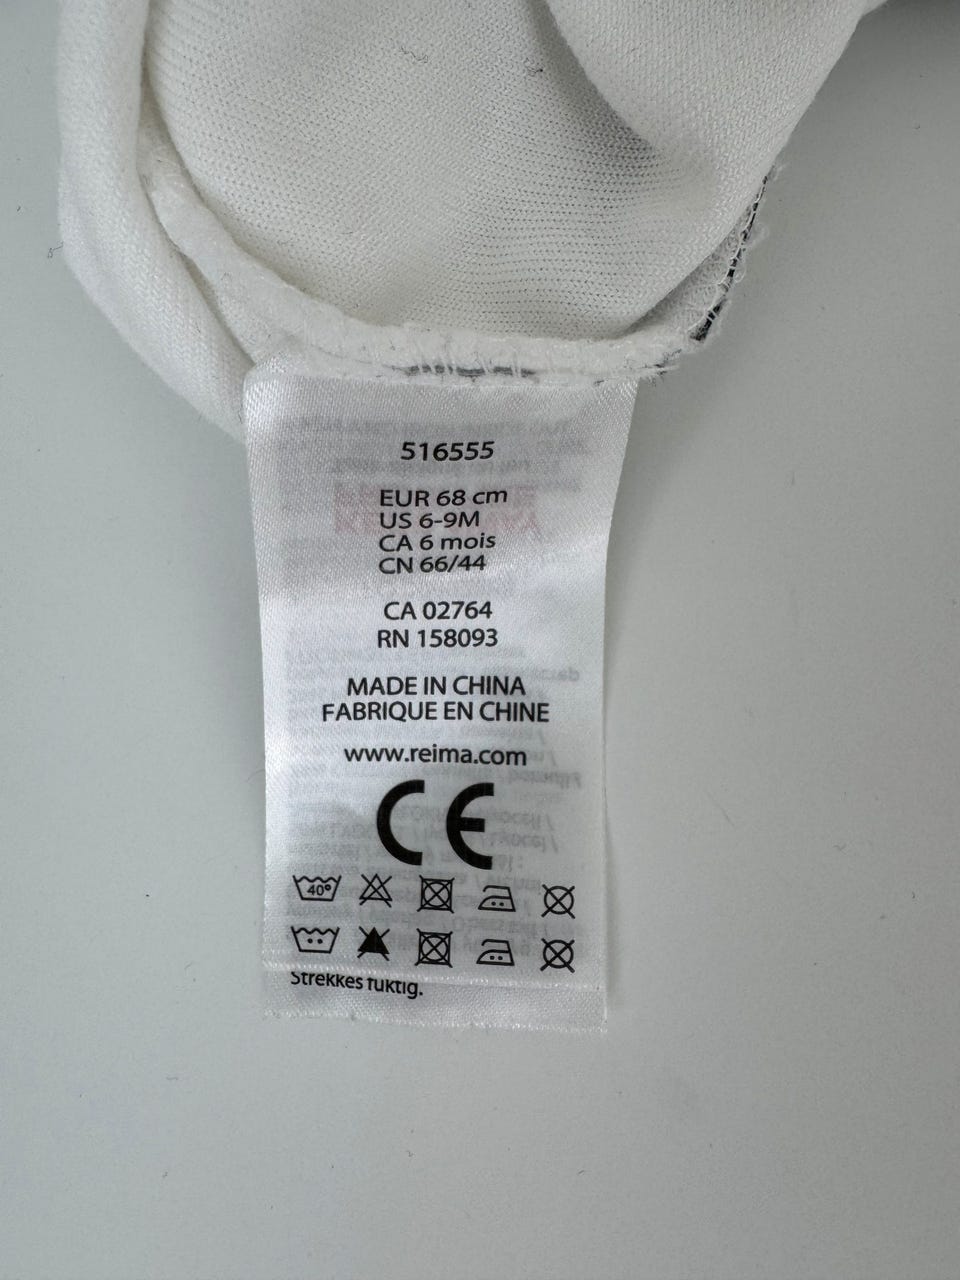 516555
EUR 68 cm
US 6-9M
CA 6 mois
CN 66/44
CA 02764
RN 158093
MADE IN CHINA
FABRIQUE EN CHINE
www.reima.com
CE
40°
Strekkes fuktig.